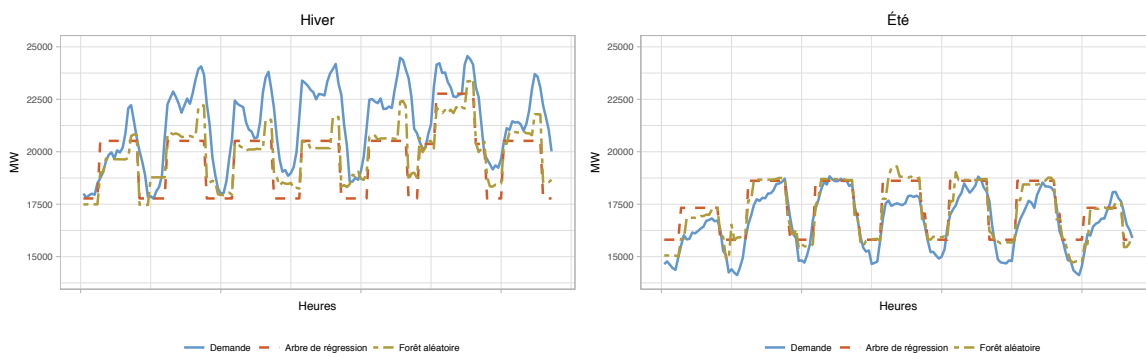 Hiver
25000
22500
20000
17500
15000
MW
Heures
Demande
Arbre de régression
Forêt aléatoire
Été
25000
22500
20000
17500
15000
MW
Heures
Demande
Arbre de régression
Forêt aléatoire